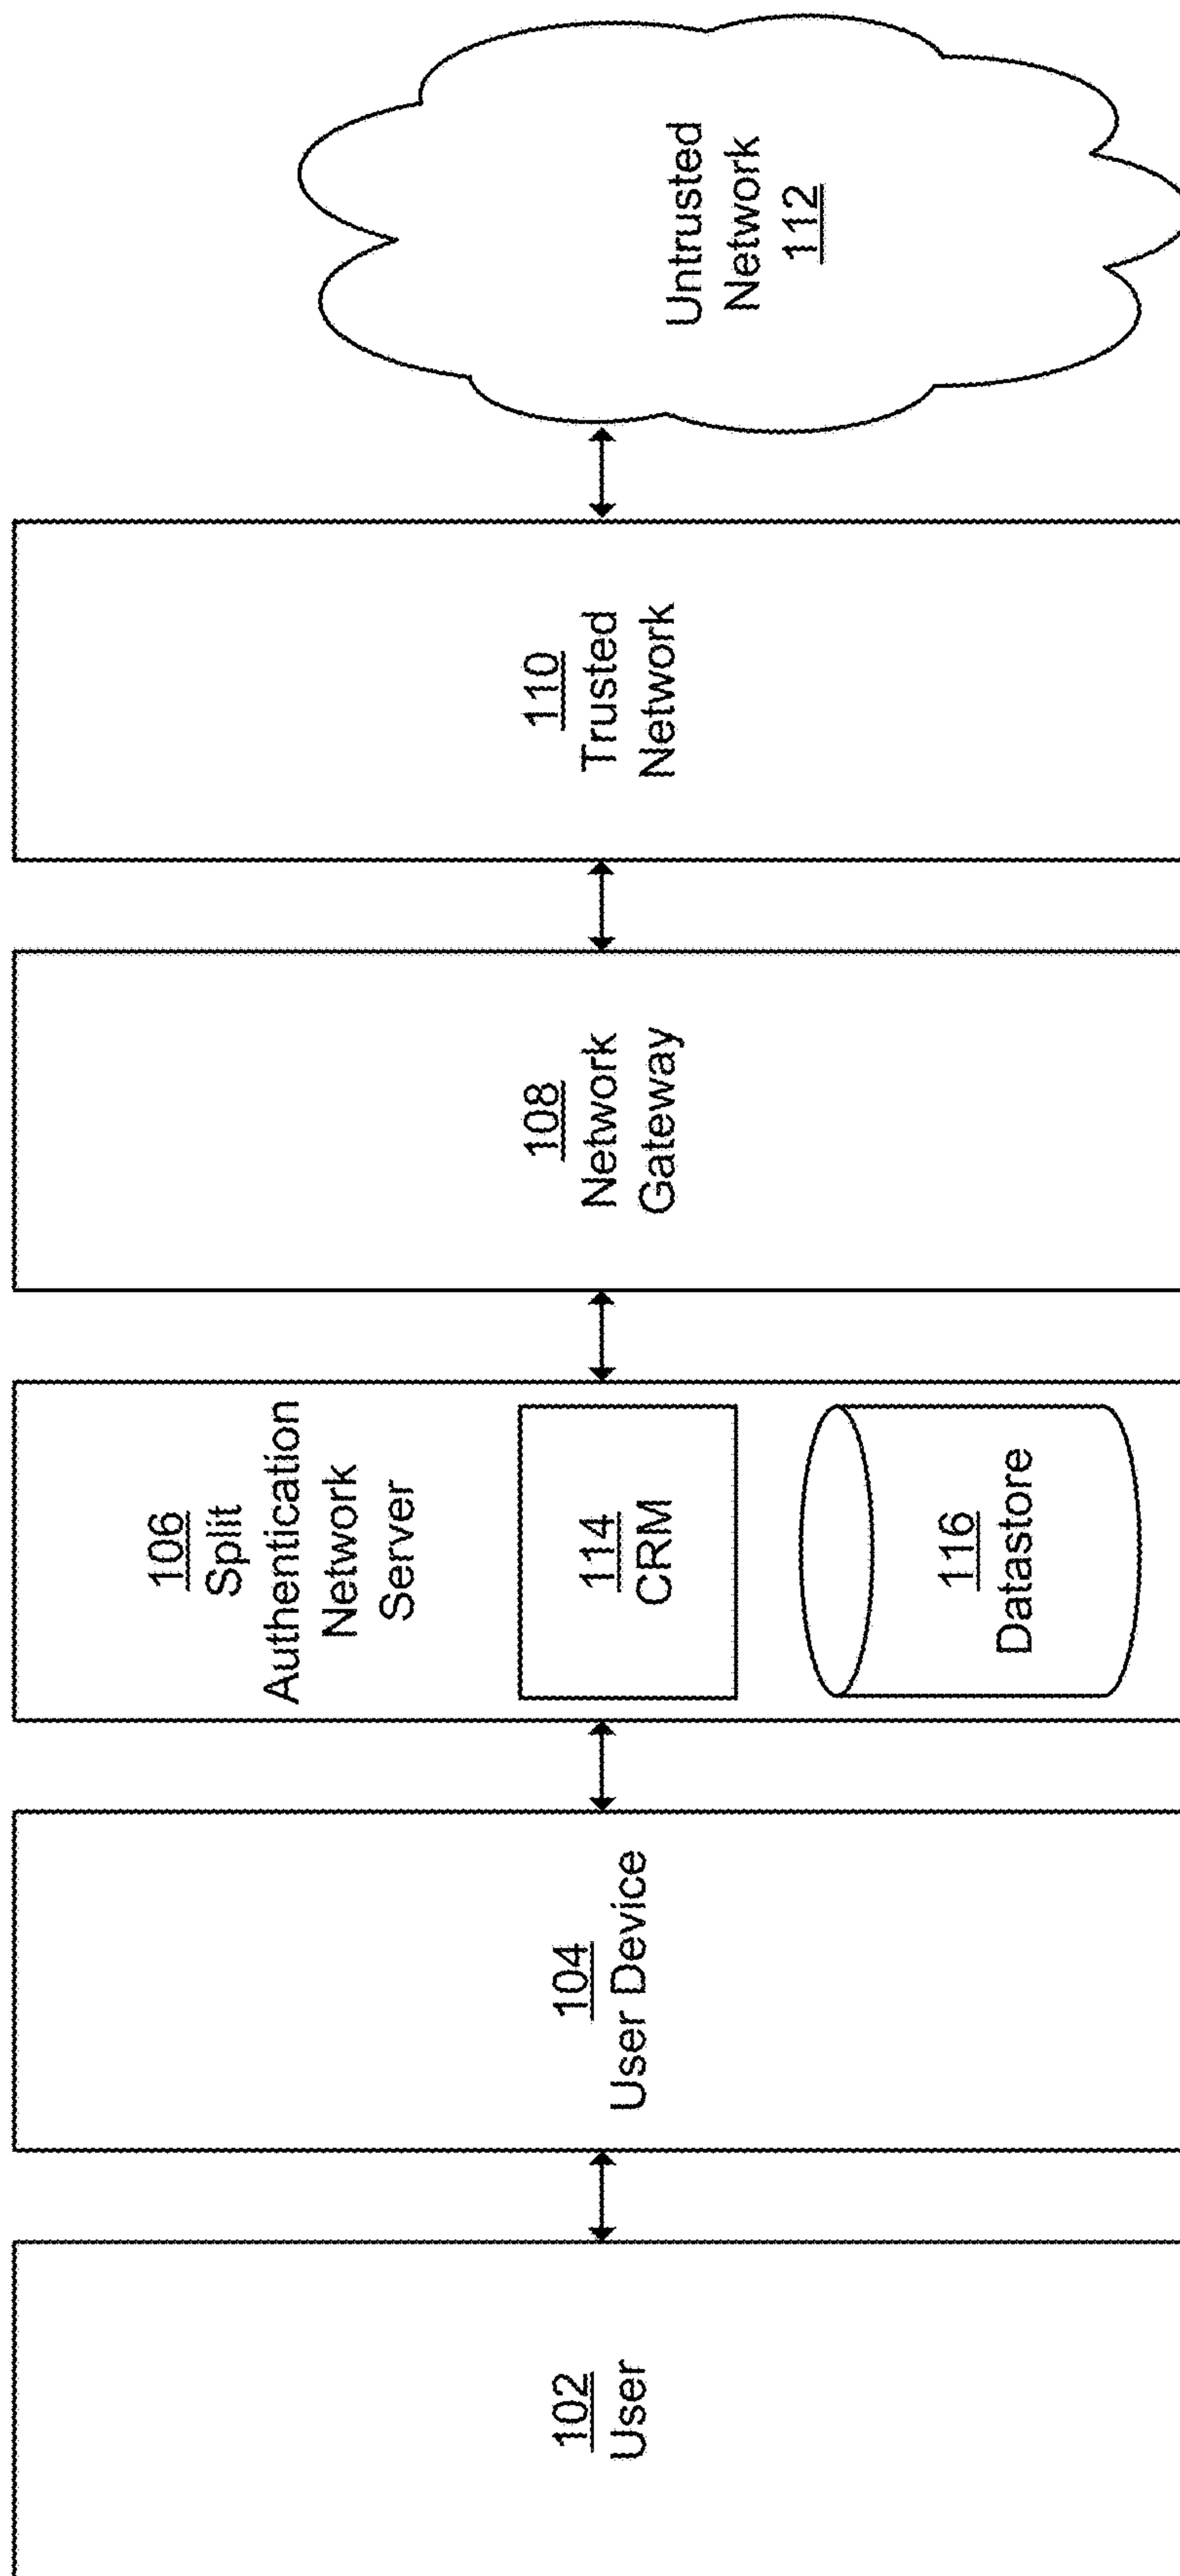 102
User
104
User Device
106
Split
Authentication
Network
Server
114
CRM
116
Datastore
108
Network
Gateway
110
Trusted
Network
Untrusted
Network
112